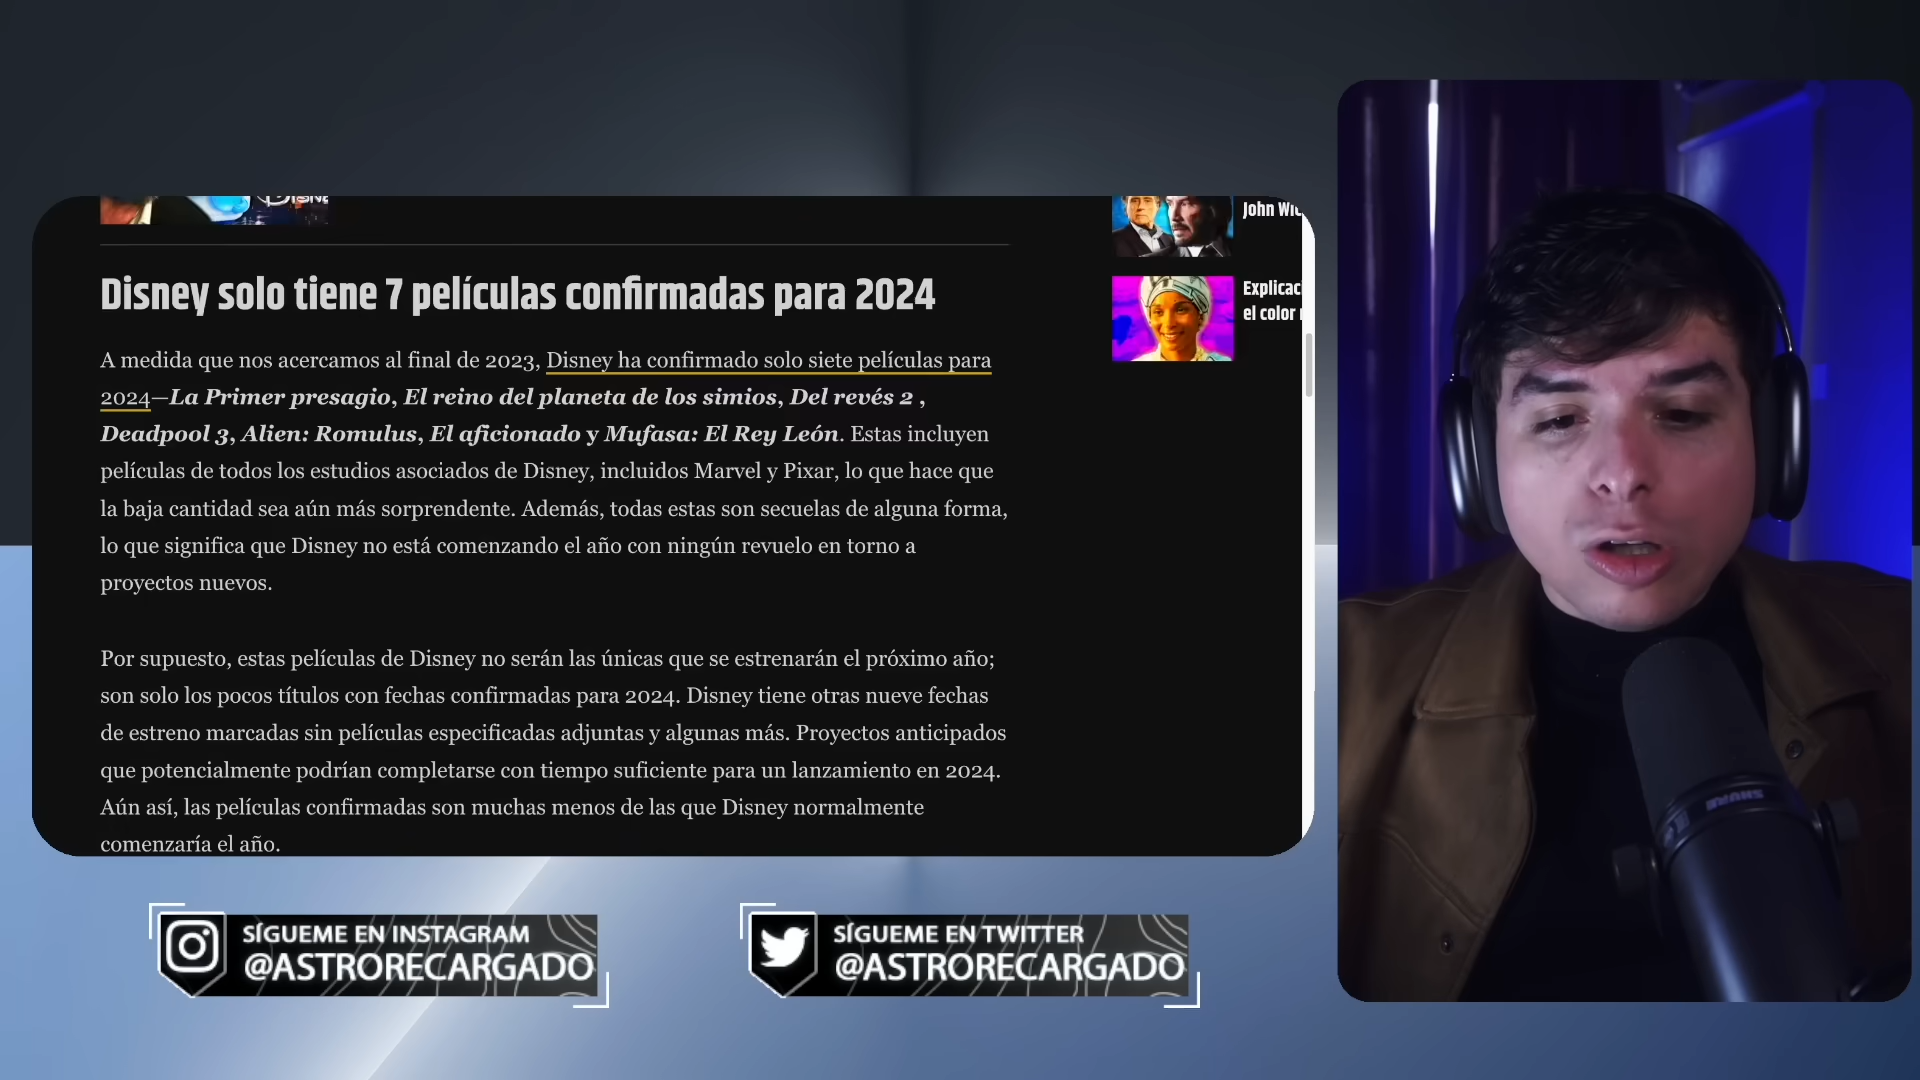 Disney solo tiene 7 películas confirmadas para 2024
A medida que nos acercamos al final de 2023, Disney ha confirmado solo siete películas para
2024—La Primer presagio, El reino del planeta de los simios, Del revés 2 ,
Deadpool 3, Alien: Romulus, El aficionado y Mufasa: El Rey León. Estas incluyen
películas de todos los estudios asociados de Disney, incluidos Marvel y Pixar, lo que hace que
la baja cantidad sea aún más sorprendente. Además, todas estas son secuelas de alguna forma,
lo que significa que Disney no está comenzando el año con ningún revuelo en torno a
proyectos nuevos.
Por supuesto, estas películas de Disney no serán las únicas que se estrenarán el próximo año;
son solo los pocos títulos con fechas confirmadas para 2024. Disney tiene otras nueve fechas
de estreno marcadas sin películas especificadas adjuntas y algunas más. Proyectos anticipados
que potencialmente podrían completarse con tiempo suficiente para un lanzamiento en 2024.
Aún así, las películas confirmadas son muchas menos de las que Disney normalmente
comenzaría el año.
John
Explicac
el color
SÍGUEME EN INSTAGRAM
@ASTRORECARGADO
SÍGUEME EN TWITTER
@ASTRORECARGADO
SHURE